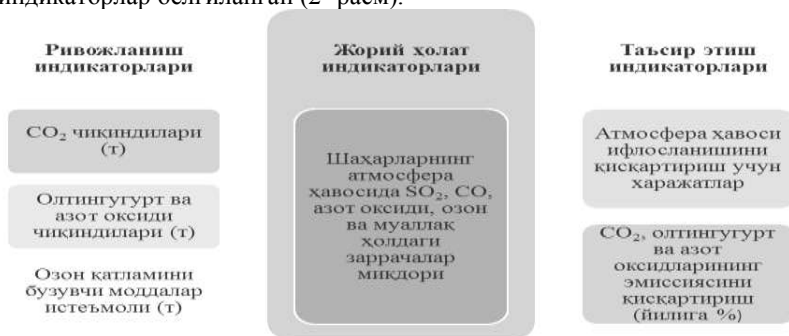 индикаторлар белгиланган (2- расм).
Ривожланиш
индикаторлари
CO₂ чиқиндилари
(т)
Олтингугурт ва
азот оксиди
чиқиндилари (т)
Озон қатламини
бузувчи моддалар
истеъмоли (т)
Жорий ҳолат
индикаторлари
Шаҳарларнинг
атмосфера
ҳавосида SO₂, CO,
азот оксиди, озон
ва муаллақ
ҳолдаги
заррачалар
миқдори
Таъсир этиш
индикаторлари
Атмосфера ҳавоси
ифлосланишини
қисқартириш учун
харажатлар
CO₂, олтингугурт
ва азот
оксидларининг
эмиссиясини
қисқартириш
(йилига %)